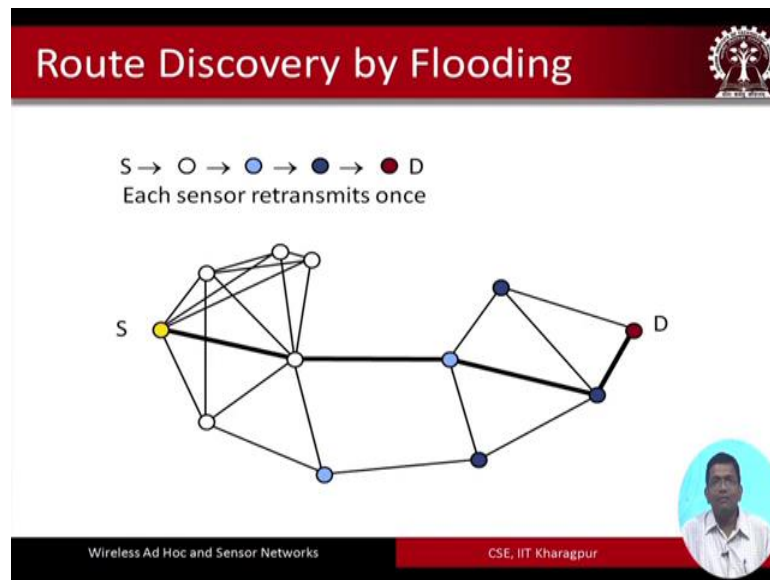 Route Discovery by Flooding
S → → → → D
Each sensor retransmits once
S
D
Wireless Ad Hoc and Sensor Networks
CSE, IIT Kharagpur